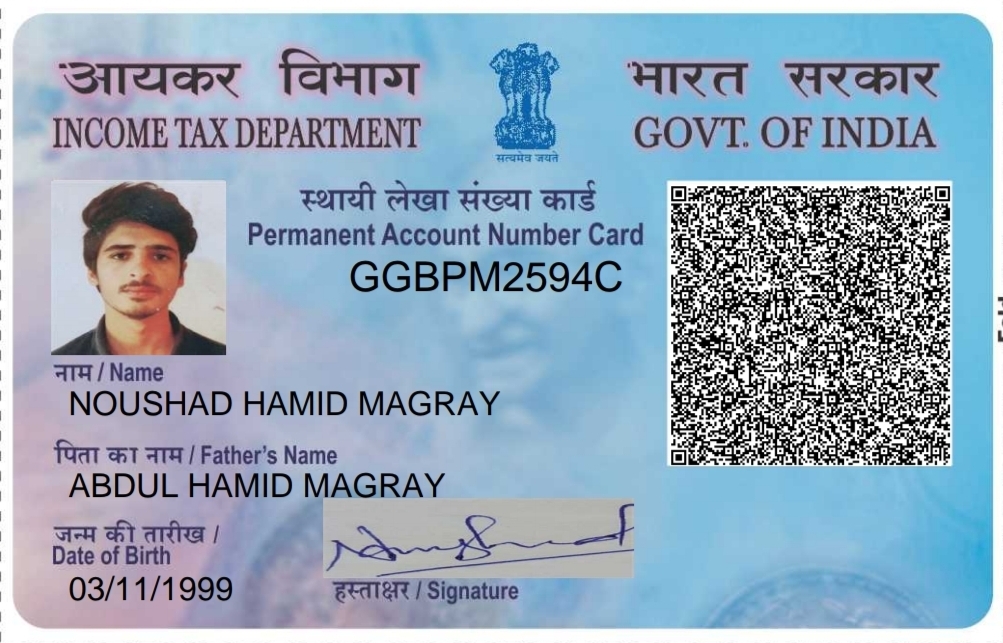 आयकर विभाग
INCOME TAX DEPARTMENT
सत्यमेव जयते
भारत सरकार
GOVT. OF INDIA
स्थायी लेखा संख्या कार्ड
Permanent Account Number Card
GGBPM2594C
नाम / Name
NOUSHAD HAMID MAGRAY
पिता का नाम / Father's Name
ABDUL HAMID MAGRAY
जन्म की तारीख /
Date of Birth
03/11/1999
हस्ताक्षर / Signature